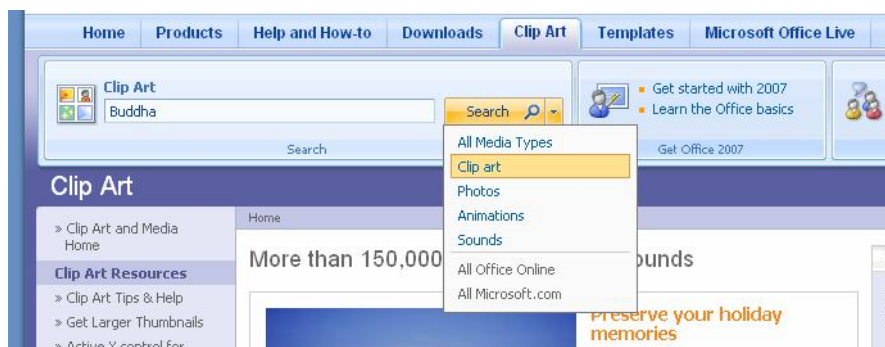 Home Products Help and How-to Downloads Clip Art Templates Microsoft Office Live
Clip Art
Buddha
Search
Search
All Media Types
Clip art
Photos
Animations
Sounds
All Office Online
All Microsoft.com
Get started with 2007
Learn the Office basics
Get Office 2007
Clip Art
» Clip Art and Media
Home
Clip Art Resources
» Clip Art Tips & Help
» Get Larger Thumbnails
» Active X control for
Home
More than 150,000
Preserve your holiday
memories